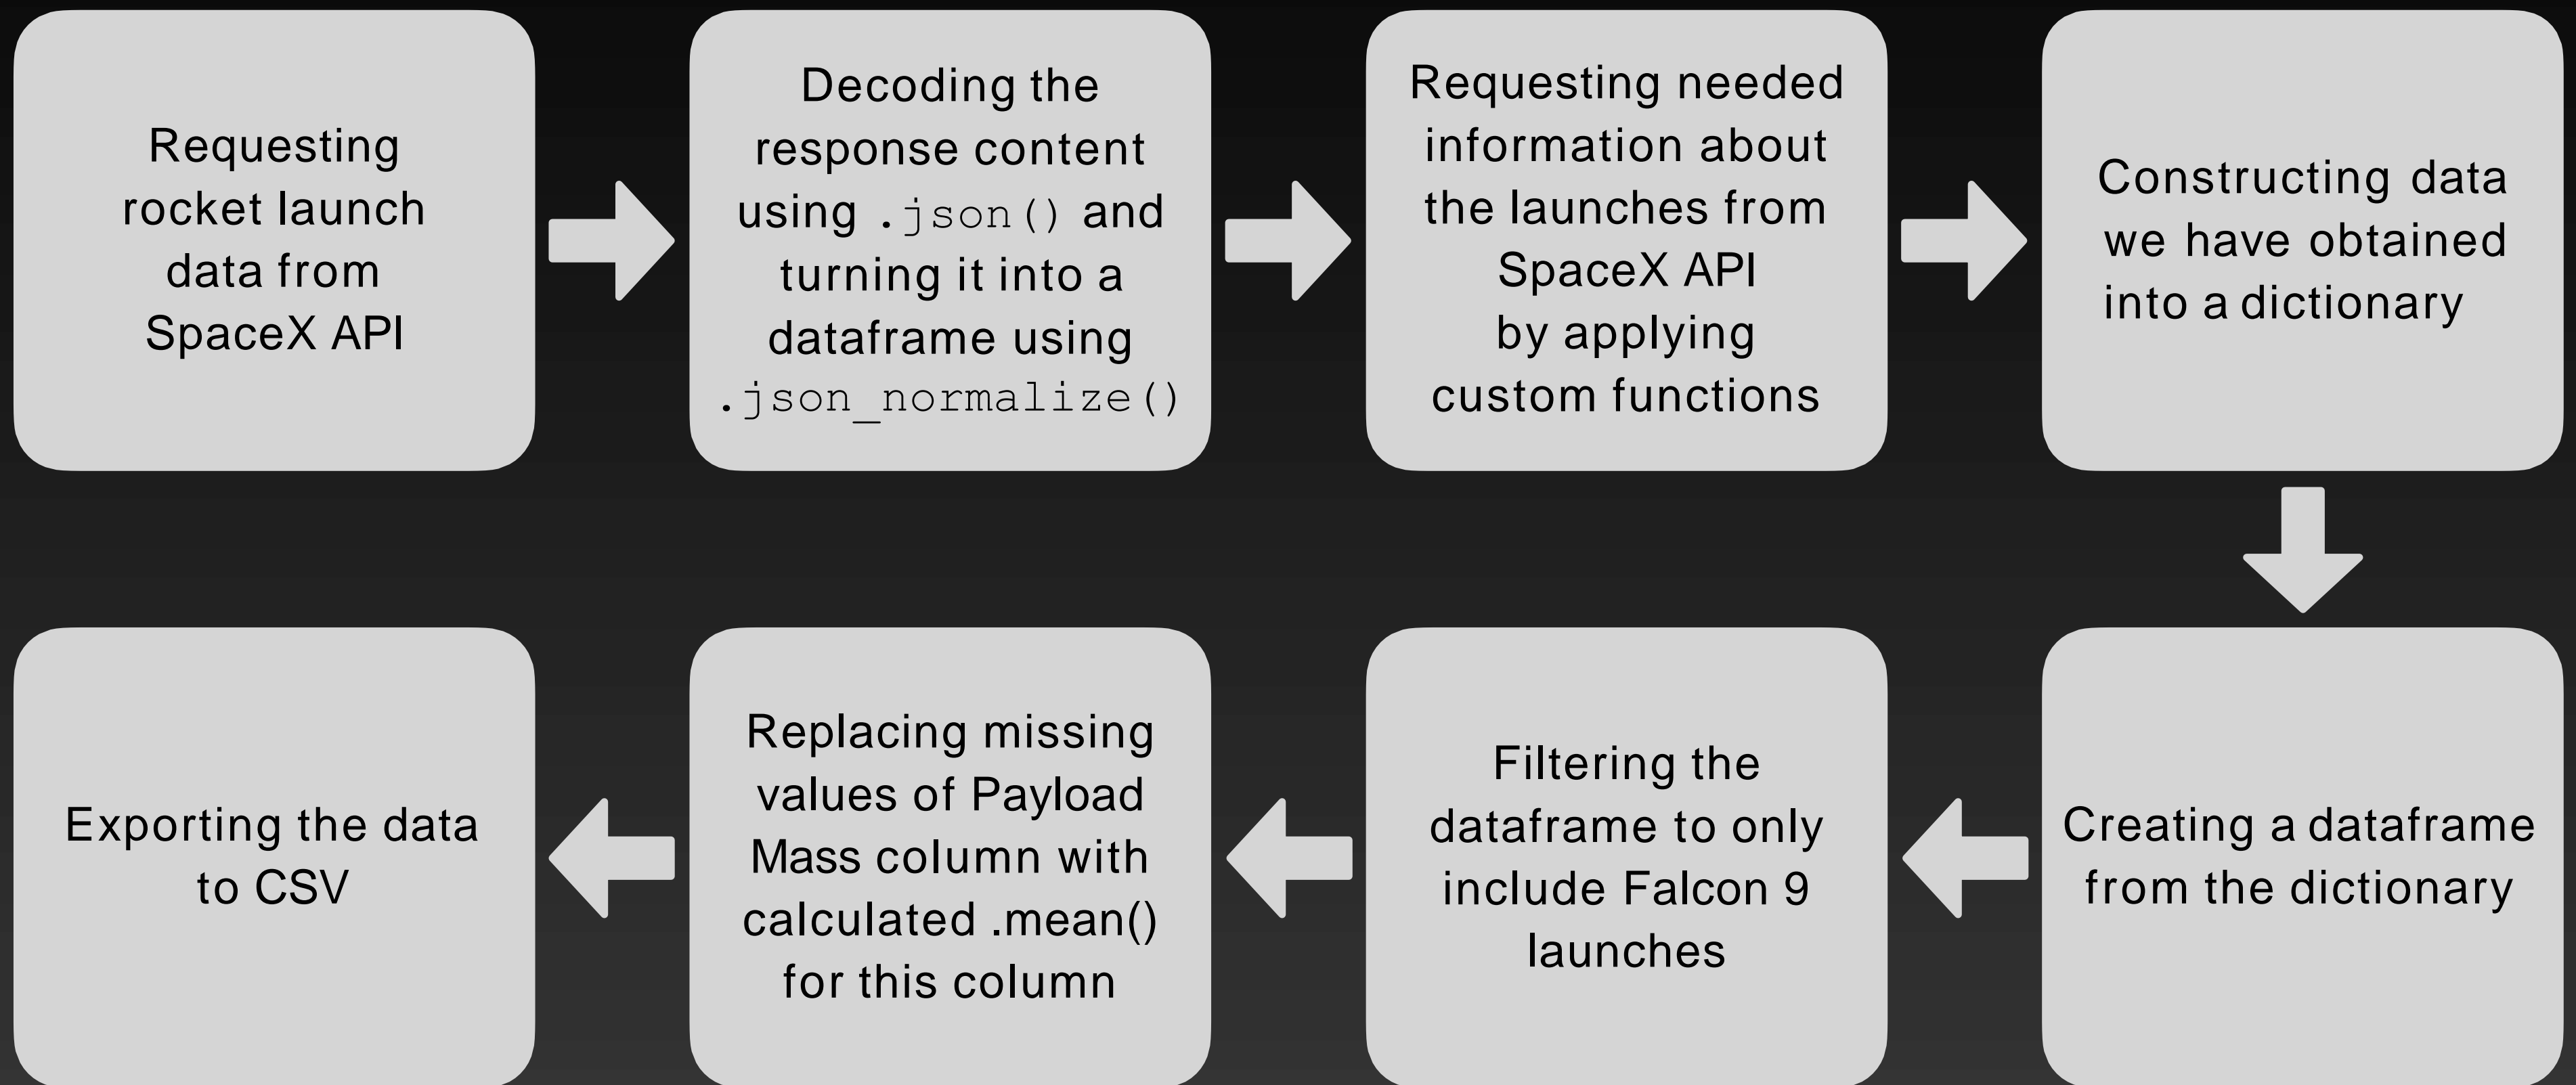 Requesting
rocket launch
data from
SpaceX API
Decoding the
response content
using .json() and
turning it into a
dataframe using
.json_normalize()
Requesting needed
information about
the launches from
SpaceX API
by applying
custom functions
Constructing data
we have obtained
into a dictionary
Creating a dataframe
from the dictionary
Filtering the
dataframe to only
include Falcon 9
launches
Replacing missing
values of Payload
Mass column with
calculated .mean()
for this column
Exporting the data
to CSV